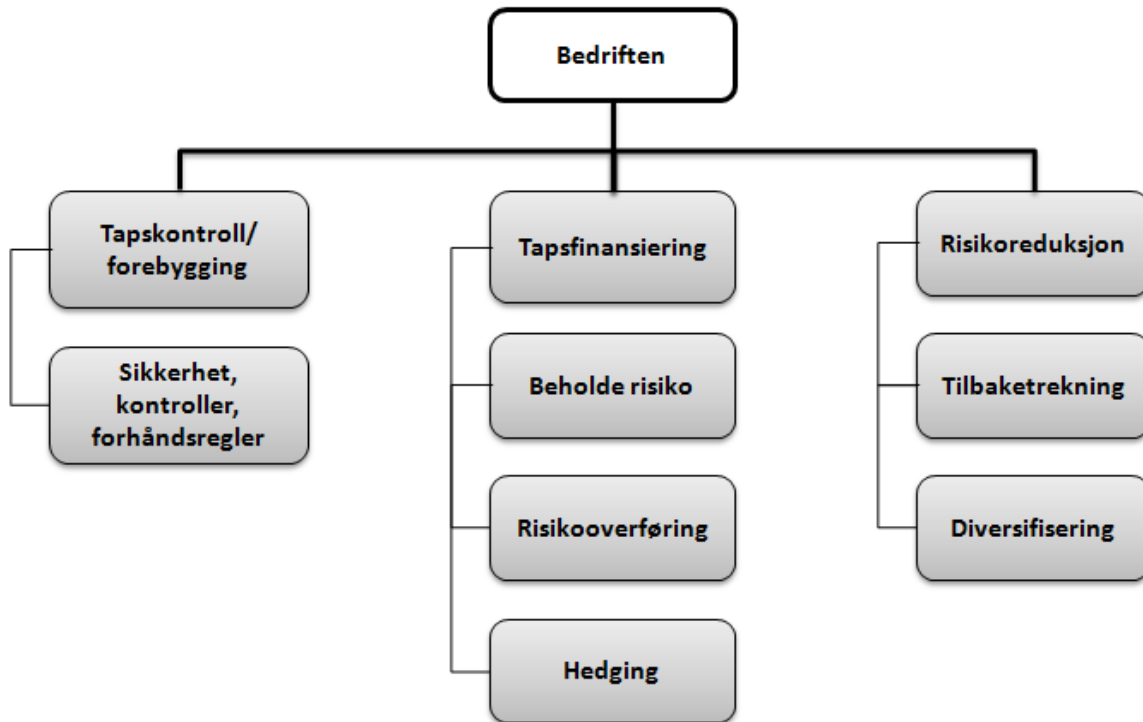 Bedriften
Tapskontroll/
forebygging
Sikkerhet,
kontroller,
forhåndsregler
Tapsfinansiering
Beholde risiko
Risikooverføring
Hedging
Risikoreduksjon
Tilbaketrekning
Diversifisering